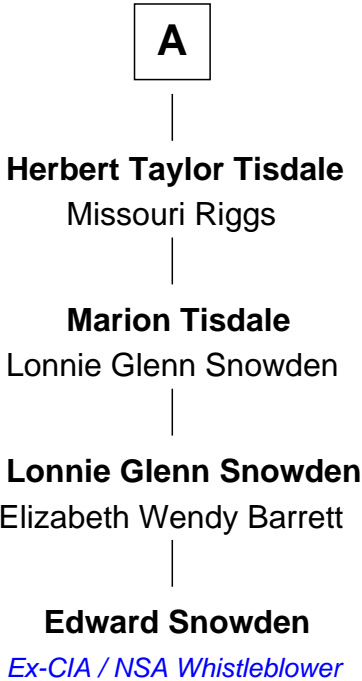 A
Herbert Taylor Tisdale
Missouri Riggs
Marion Tisdale
Lonnie Glenn Snowden
Lonnie Glenn Snowden
Elizabeth Wendy Barrett
Edward Snowden
Ex-CIA / NSA Whistleblower